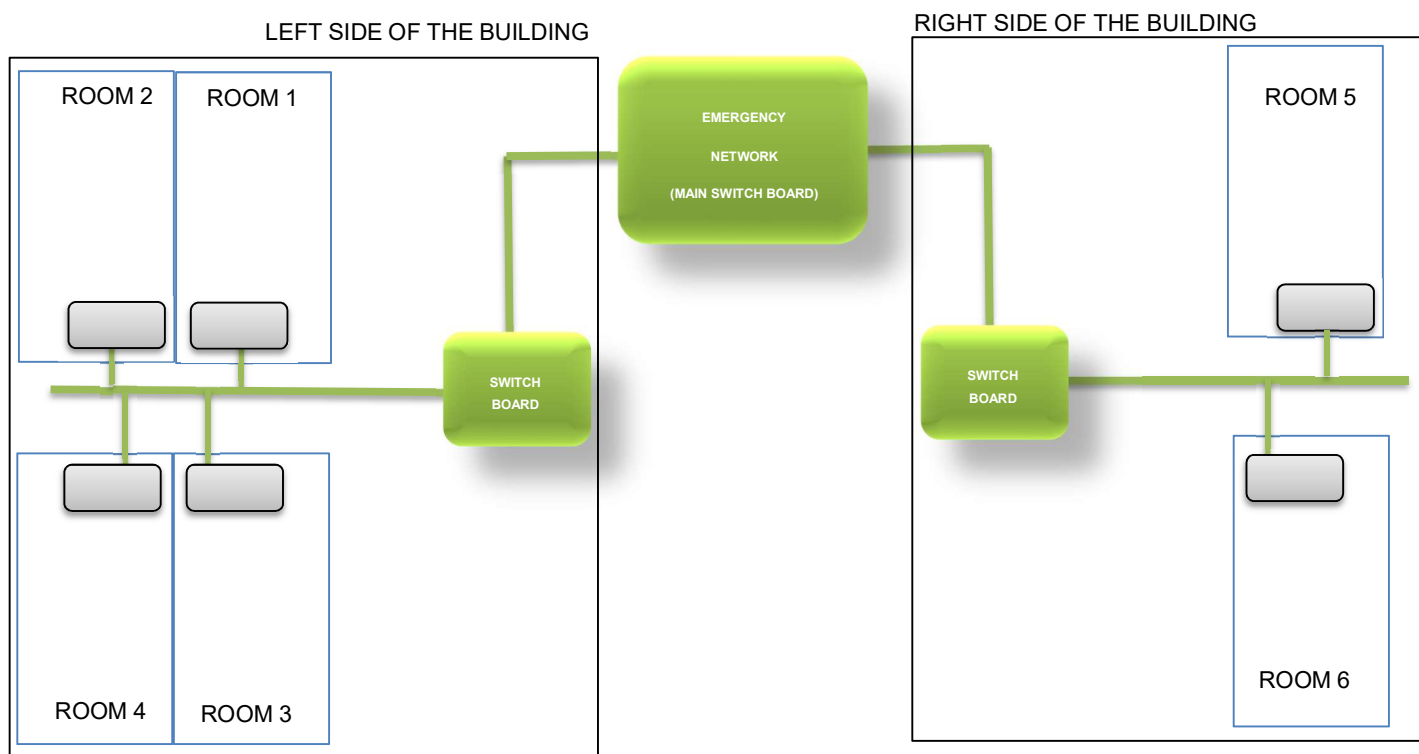 LEFT SIDE OF THE BUILDING
RIGHT SIDE OF THE BUILDING
ROOM 2
ROOM 1
EMERGENCY
NETWORK
(MAIN SWITCH BOARD)
ROOM 5
SWITCH
BOARD
SWITCH
BOARD
ROOM 4
ROOM 3
ROOM 6